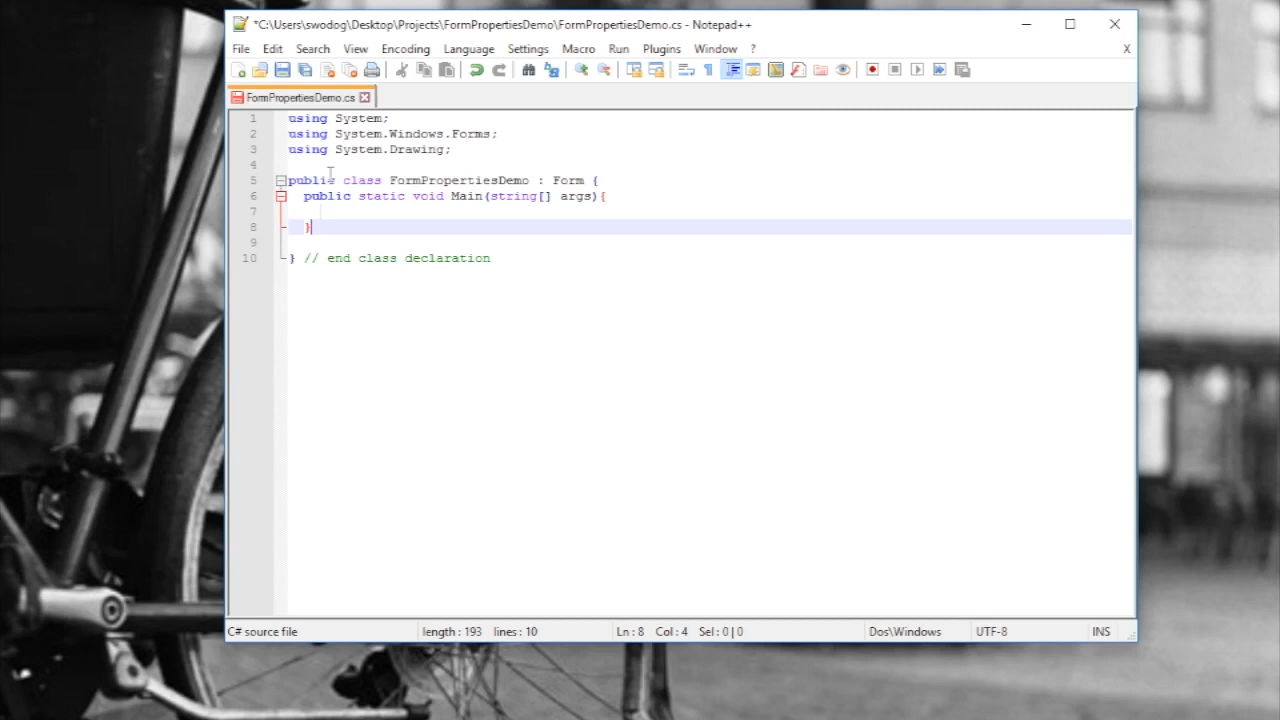 *C:\Users\swodog\Desktop\Projects\FormPropertiesDemo\FormPropertiesDemo.cs - Notepad++
File Edit Search View Encoding Language Settings Macro Run Plugins Window ? X
FormPropertiesDemo.cs
1 using System;
2 using System.Windows.Forms;
3 using System.Drawing;
4
5 public class FormPropertiesDemo : Form {
6 public static void Main(string[] args){
7
8 }
9
10 } // end class declaration
C# source file length : 193 lines : 10 Ln : 8 Col : 4 Sel : 0 | 0 Dos\Windows UTF-8 INS